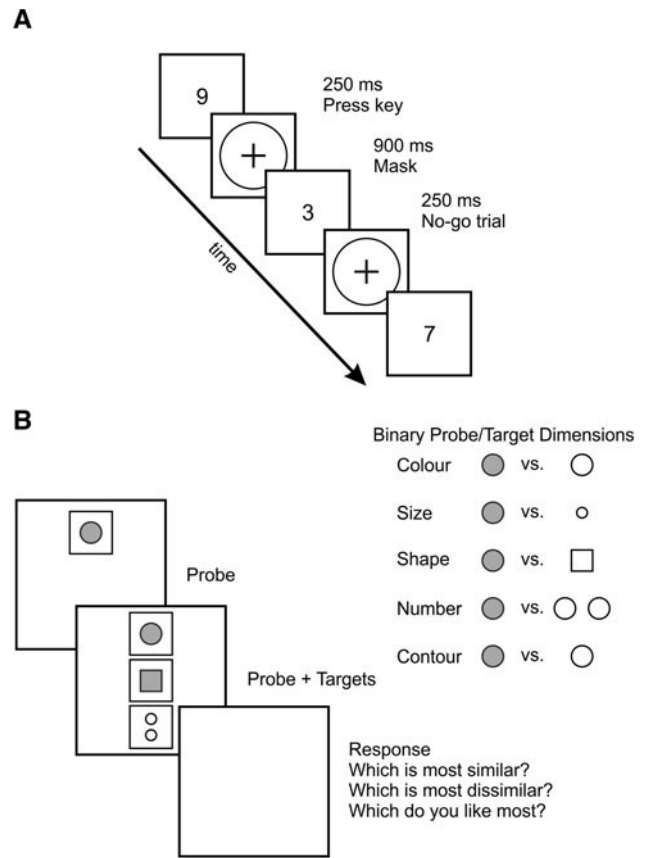 A
9
250 ms
Press key
900 ms
Mask
3
250 ms
No-go trial
time
7
B
Binary Probe/Target Dimensions
Colour vs.
Size vs.
Shape vs.
Number vs.
Contour vs.
Probe
Probe + Targets
Response
Which is most similar?
Which is most dissimilar?
Which do you like most?